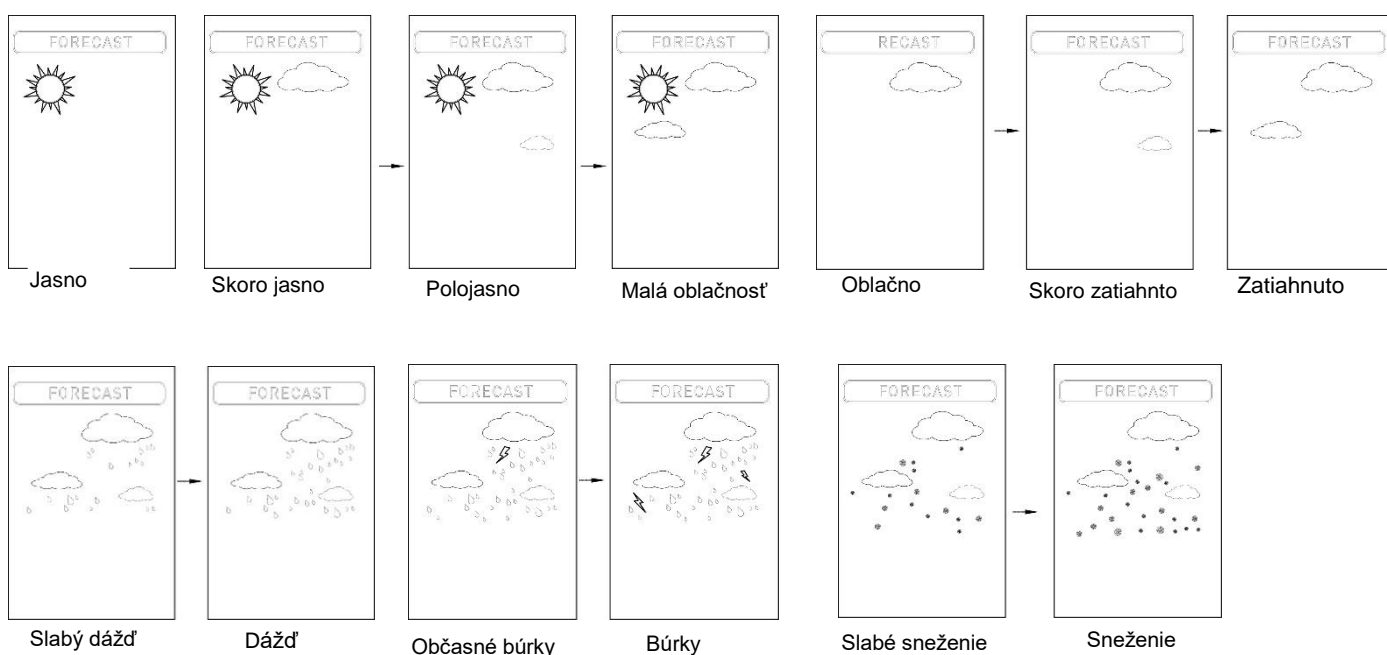 FORECAST FORECAST FORECAST FORECAST RECAST FORECAST FORECAST
Jasno Skoro jasno Polojasno Malá oblačnosť Oblačno Skoro zatiahnto Zatiahnuto
FORECAST FORECAST FORECAST FORECAST FORECAST FORECAST
Slabý dážď Dážď Občasné búrky Búrky Slabé sneženie Sneženie